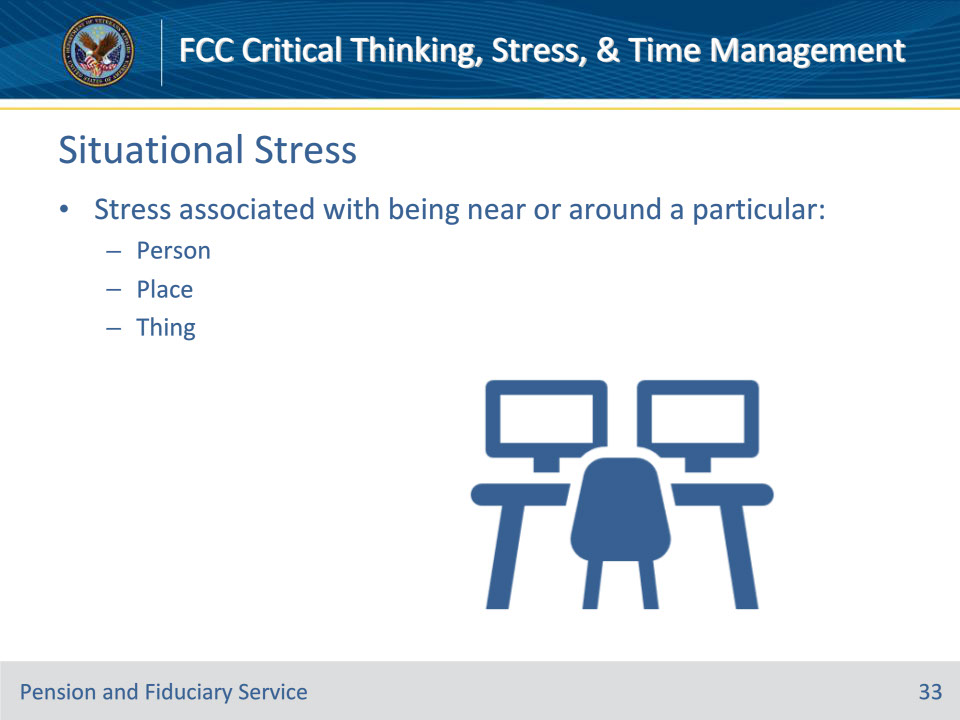 FCC Critical Thinking, Stress, & Time Management
Situational Stress
• Stress associated with being near or around a particular:
– Person
– Place
– Thing
Pension and Fiduciary Service
33